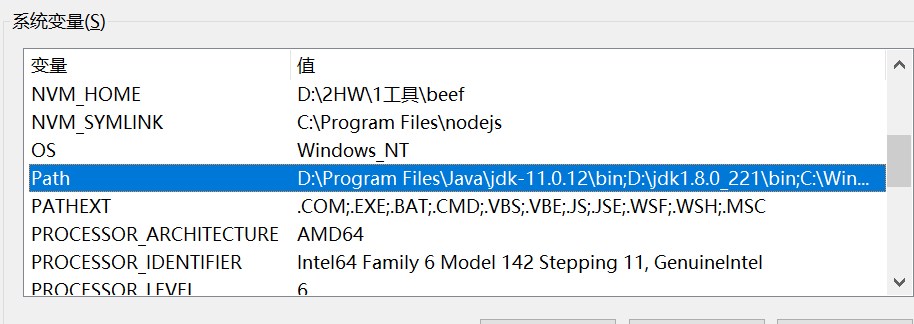 系统变量(S)
变量 值
NVM_HOME D:\2HW\1工具\beef
NVM_SYMLINK C:\Program Files\nodejs
OS Windows_NT
Path D:\Program Files\Java\jdk-11.0.12\bin;D:\jdk1.8.0_221\bin;C:\Win...
PATHEXT .COM;.EXE;.BAT;.CMD;.VBS;.VBE;.JS;.JSE;.WSF;.WSH;.MSC
PROCESSOR_ARCHITECTURE AMD64
PROCESSOR_IDENTIFIER Intel64 Family 6 Model 142 Stepping 11, GenuineIntel
PROCESSOR_LEVEL 6